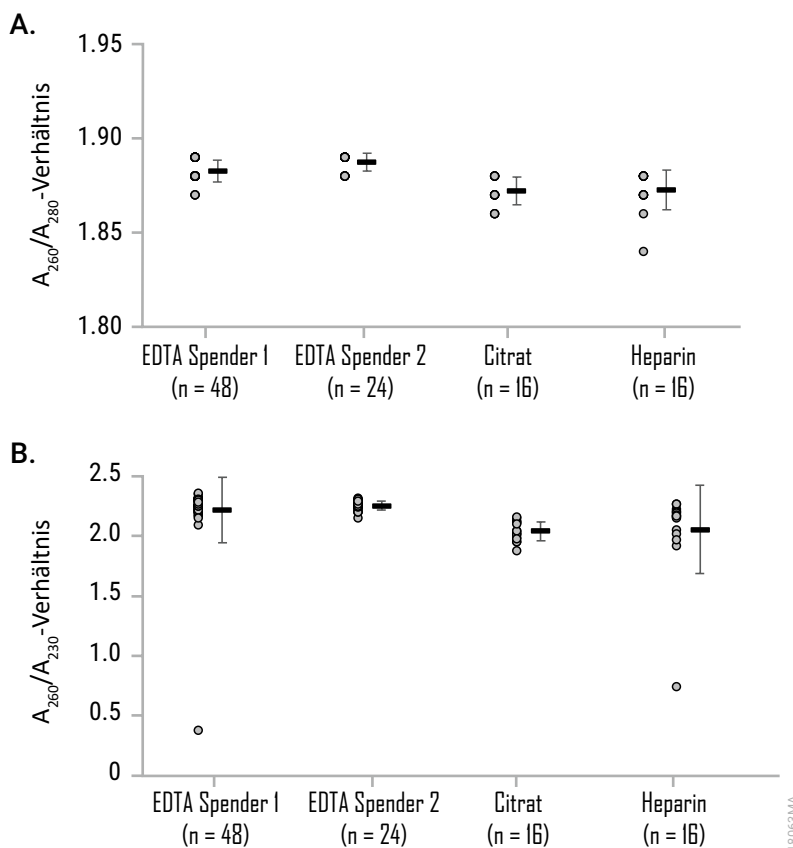 A.
A260/A280-Verhältnis
1.95
1.90
1.85
1.80
EDTA Spender 1 EDTA Spender 2 Citrat Heparin
(n = 48) (n = 24) (n = 16) (n = 16)
B.
A260/A230-Verhältnis
2.5
2.0
1.5
1.0
0.5
0
EDTA Spender 1 EDTA Spender 2 Citrat Heparin
(n = 48) (n = 24) (n = 16) (n = 16)